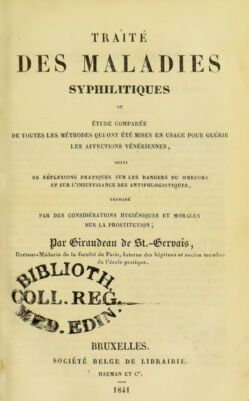 TRAITÉ
DES MALADIES
SYPHILITIQUES
OU
ÉTUDE COMPARÉE
DE TOUTES LES MÉTHODES QUI ONT ÉTÉ MISES EN USAGE POUR GUÉRIR
LES AFFECTIONS VÉNÉRIENNES,
SUIVI
DE RÉFLEXIONS PRATIQUES SUR LES DANGERS DU MERCURE
ET SUR L'INSUFFISANCE DES ANTIPHLOGISTIQUES,
TERMINÉ
PAR DES CONSIDÉRATIONS HYGIÉNIQUES ET MORALES
SUR LA PROSTITUTION;
Par Giraudeau de St.-Gervais,
Docteur-Médecin de la faculté de Paris, Interne des hôpitaux et ancien membre
de l'école pratique.
BIBLIOTH.
COLL. REG.
MED. EDIN.
BRUXELLES.
SOCIÉTÉ BELGE DE LIBRAIRIE.
HAUMAN ET Cᵉ.
1841